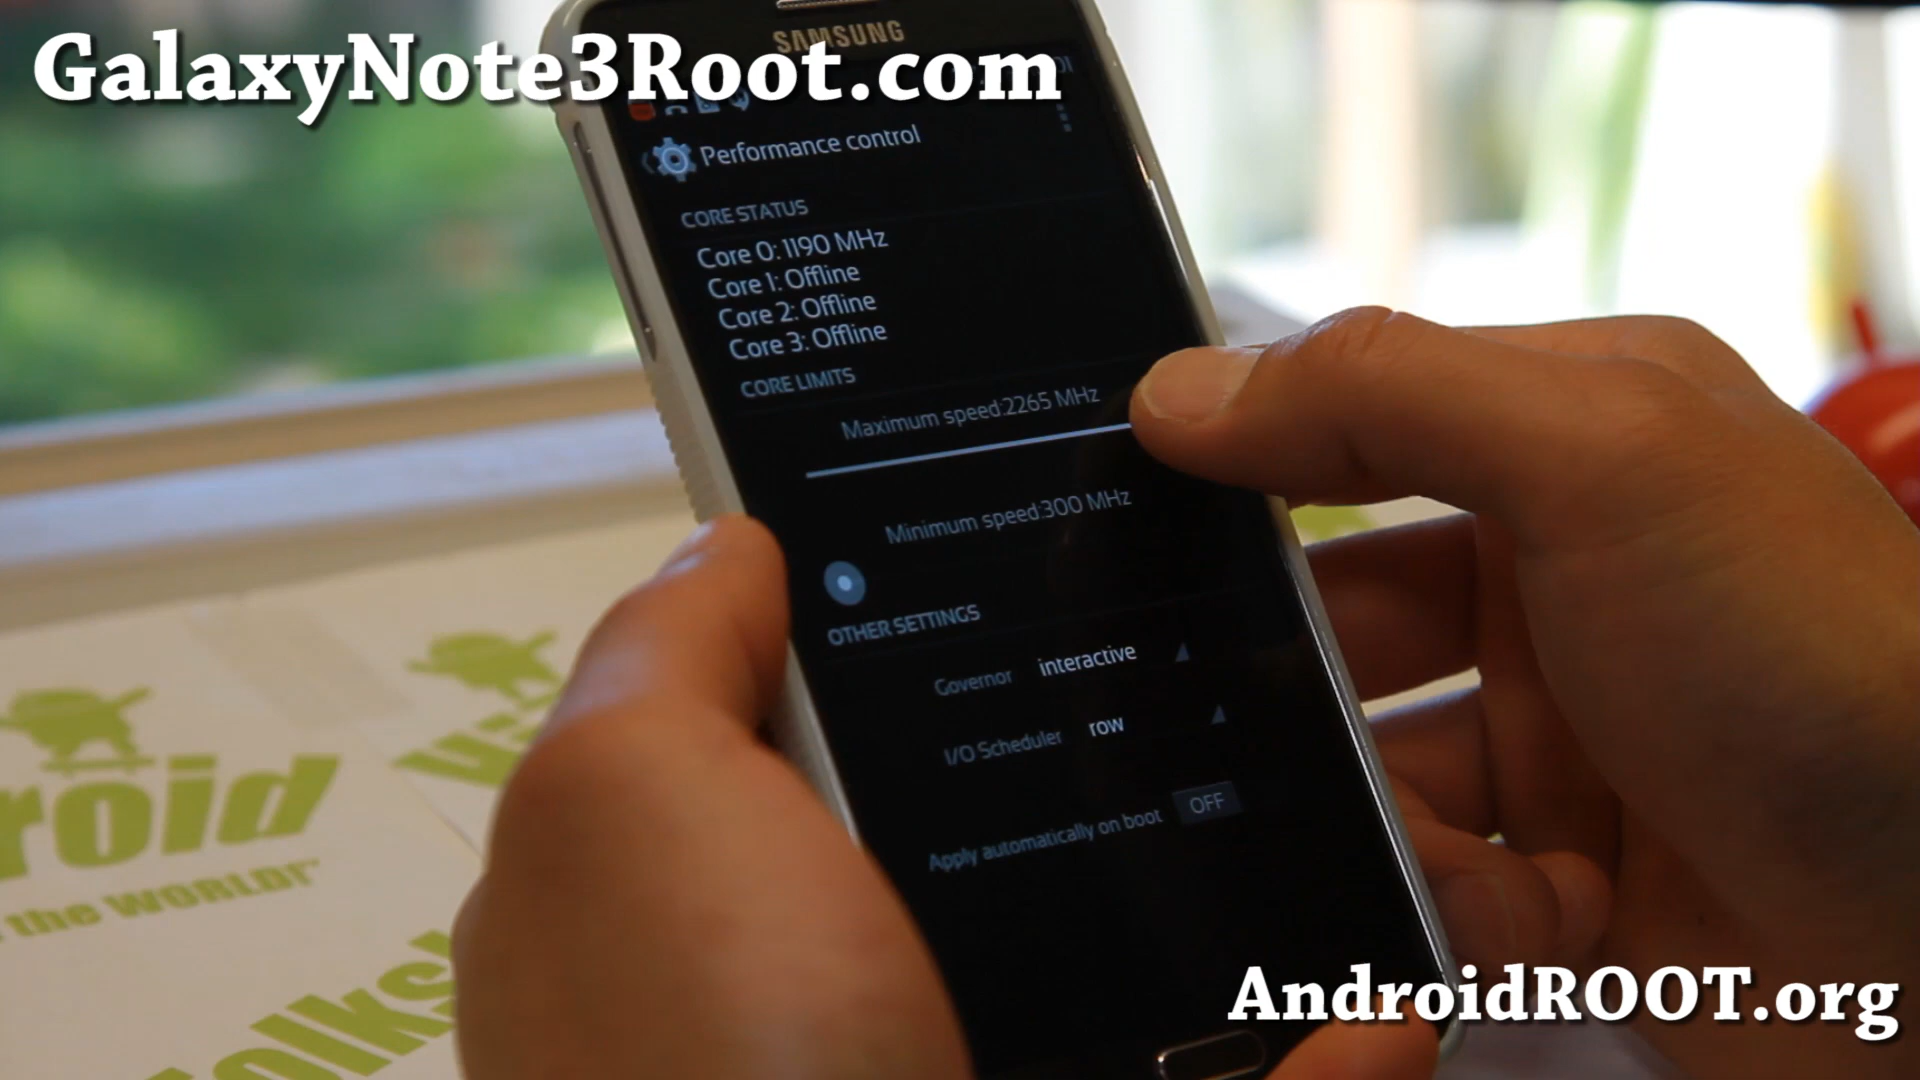 GalaxyNote3Root.com
SAMSUNG
Performance control
CORE STATUS
Core 0: 1190 MHz
Core 1: Offline
Core 2: Offline
Core 3: Offline
CORE LIMITS
Maximum speed:2265 MHz
Minimum speed:300 MHz
OTHER SETTINGS
Governor interactive
I/O Scheduler row
Apply automatically on boot OFF
roid
the WORLD!
AndroidROOT.org